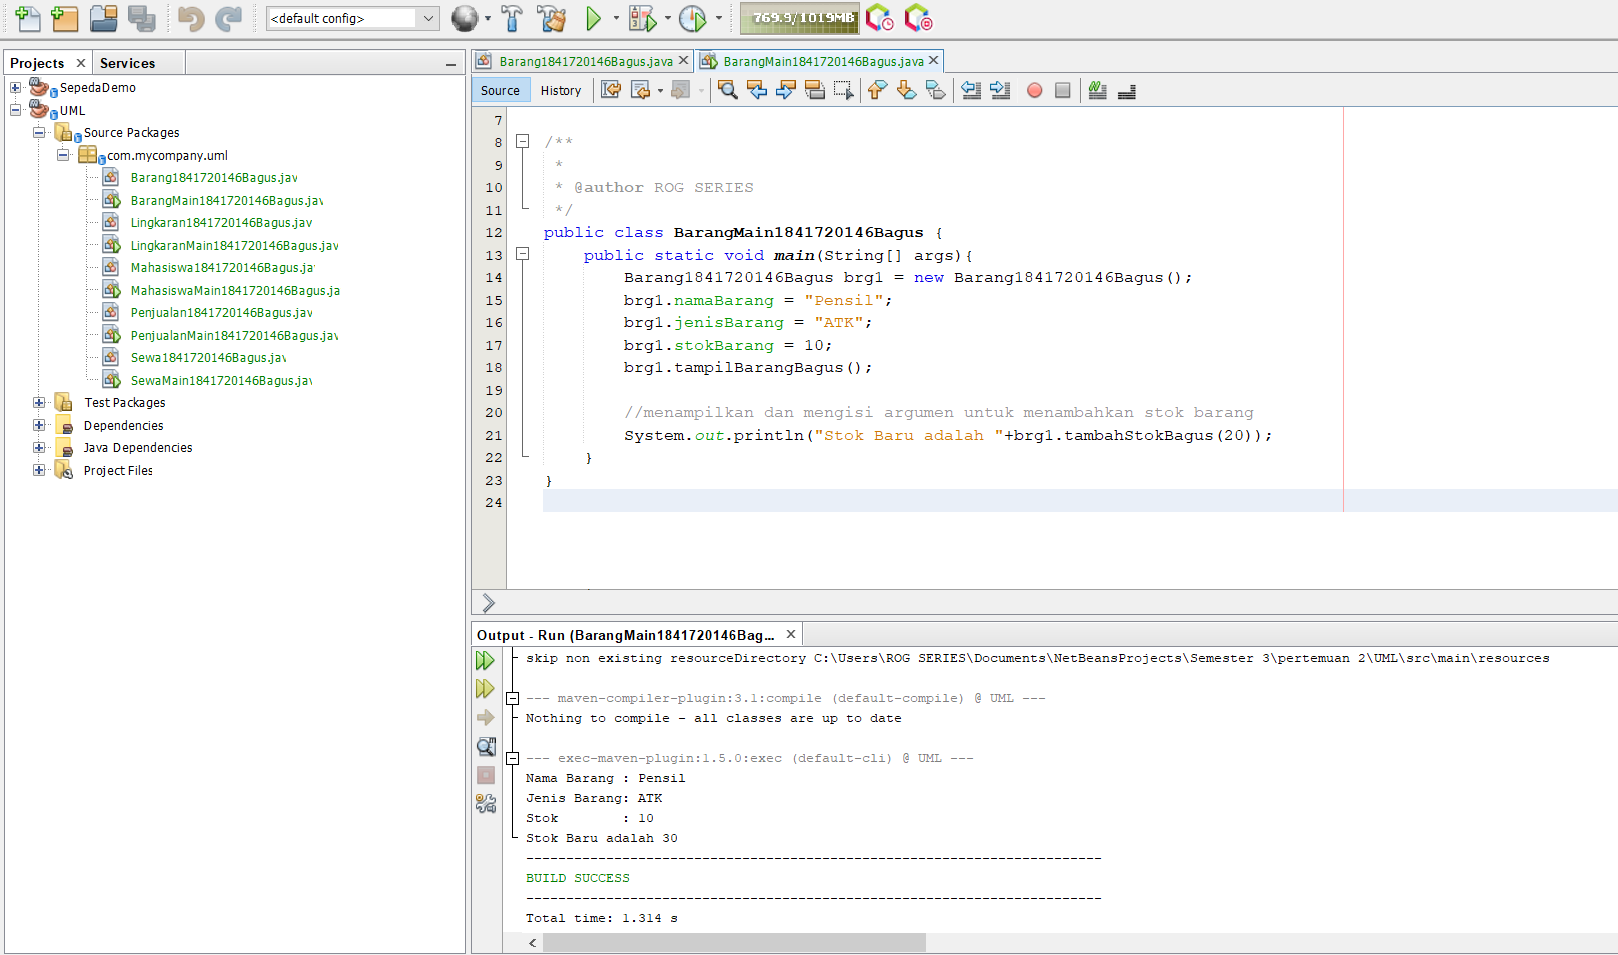 <default config>
769.9/1019MB
Projects
Services
SepedaDemo
UML
Source Packages
com.mycompany.uml
Barang1841720146Bagus.jav
BarangMain1841720146Bagus.jav
Lingkaran1841720146Bagus.jav
LingkaranMain1841720146Bagus.jav
Mahasiswa1841720146Bagus.ja
MahasiswaMain1841720146Bagus.ja
Penjualan1841720146Bagus.jav
PenjualanMain1841720146Bagus.jav
Sewa1841720146Bagus.jav
SewaMain1841720146Bagus.jav
Test Packages
Dependencies
Java Dependencies
Project Files
Barang1841720146Bagus.java
BarangMain1841720146Bagus.java
Source
History
7
8 /**
9 *
10 * @author ROG SERIES
11 */
12 public class BarangMain1841720146Bagus {
13 public static void main(String[] args){
14 Barang1841720146Bagus brg1 = new Barang1841720146Bagus();
15 brg1.namaBarang = "Pensil";
16 brg1.jenisBarang = "ATK";
17 brg1.stokBarang = 10;
18 brg1.tampilBarangBagus();
19
20 //menampilkan dan mengisi argumen untuk menambahkan stok barang
21 System.out.println("Stok Baru adalah "+brg1.tambahStokBagus(20));
22 }
23 }
24
Output - Run (BarangMain1841720146Bag...
skip non existing resourceDirectory C:\Users\ROG SERIES\Documents\NetBeansProjects\Semester 3\pertemuan 2\UML\src\main\resources
--- maven-compiler-plugin:3.1:compile (default-compile) @ UML ---
Nothing to compile - all classes are up to date
--- exec-maven-plugin:1.5.0:exec (default-cli) @ UML ---
Nama Barang : Pensil
Jenis Barang: ATK
Stok : 10
Stok Baru adalah 30
------------------------------------------------------------------------
BUILD SUCCESS
------------------------------------------------------------------------
Total time: 1.314 s